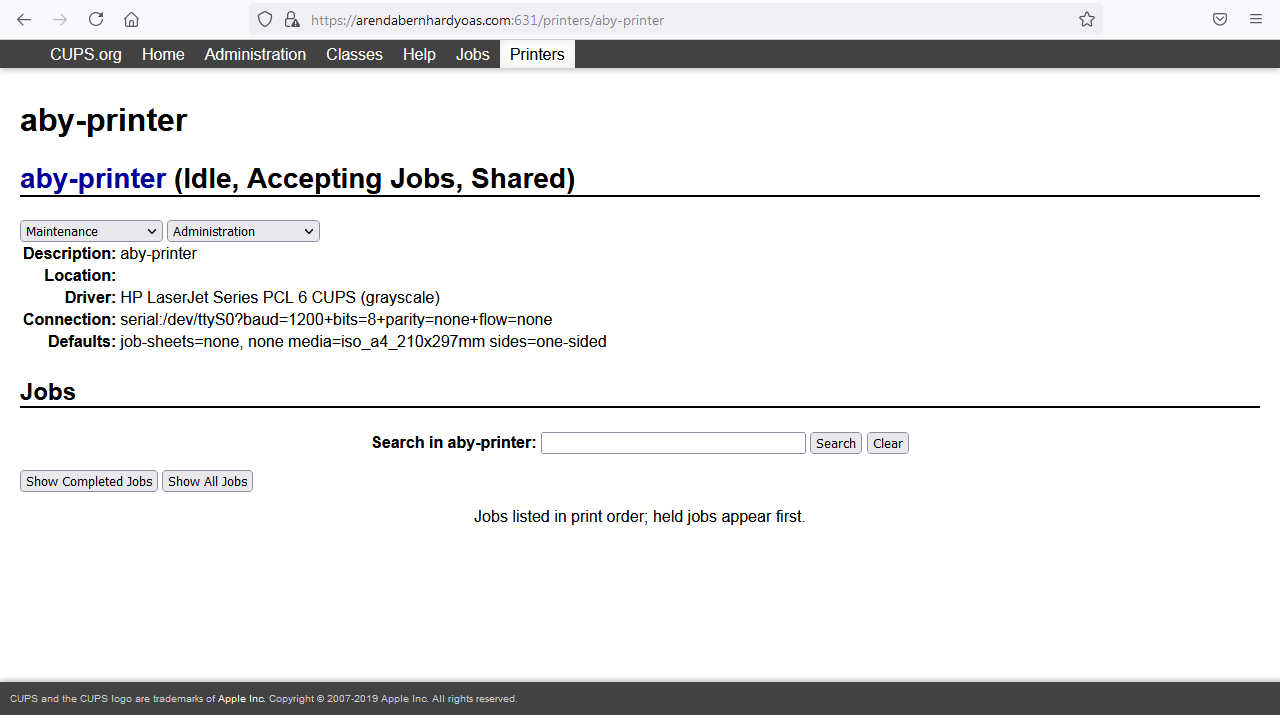 https://arendabernhardyoas.com:631/printers/aby-printer
CUPS.org Home Administration Classes Help Jobs Printers
aby-printer
aby-printer (Idle, Accepting Jobs, Shared)
Maintenance Administration
Description: aby-printer
Location:
Driver: HP LaserJet Series PCL 6 CUPS (grayscale)
Connection: serial:/dev/ttyS0?baud=1200+bits=8+parity=none+flow=none
Defaults: job-sheets=none, none media=iso_a4_210x297mm sides=one-sided
Jobs
Search in aby-printer: Search Clear
Show Completed Jobs Show All Jobs
Jobs listed in print order; held jobs appear first.
CUPS and the CUPS logo are trademarks of Apple Inc. Copyright © 2007-2019 Apple Inc. All rights reserved.